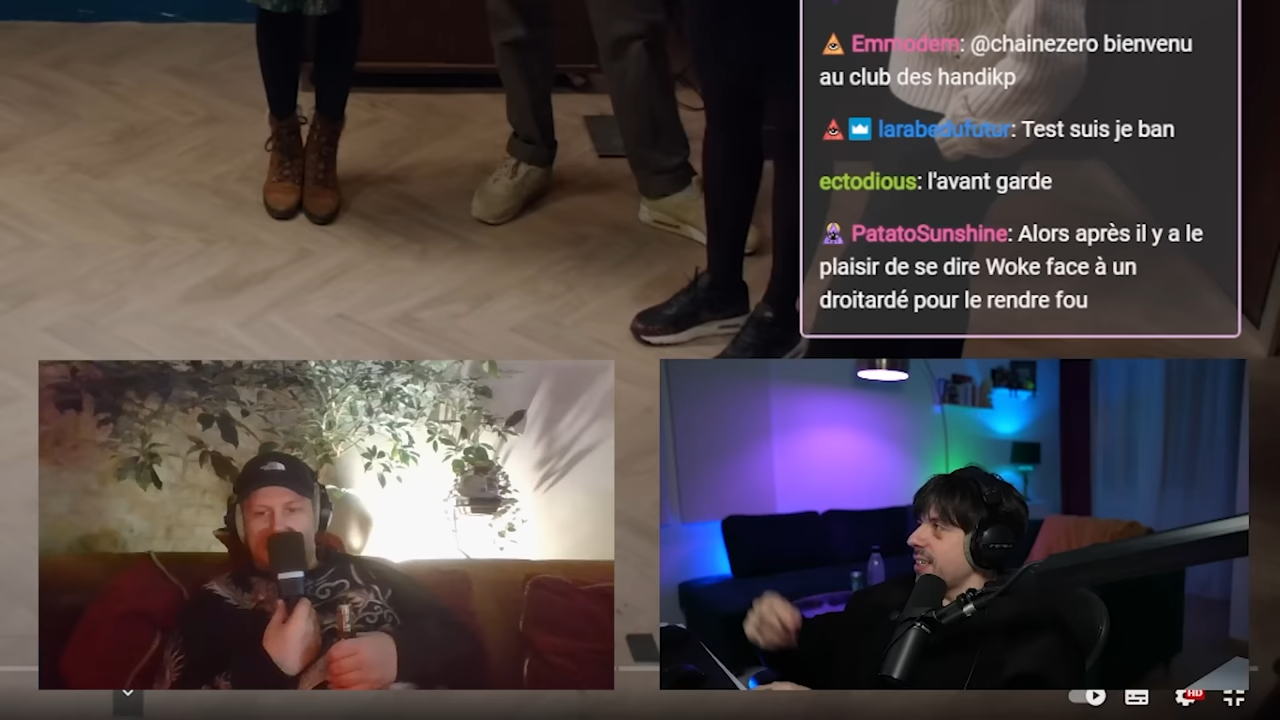 Emmodem: @chainezero bienvenu
au club des handikp
larabedufutur: Test suis je ban
ectodious: l'avant garde
PatatoSunshine: Alors après il y a le
plaisir de se dire Woke face à un
droitardé pour le rendre fou
HD